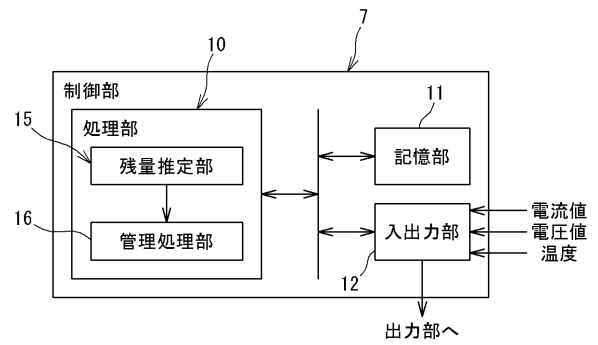 7
10
制御部
11
処理部
15
残量推定部
記憶部
16
管理処理部
入出力部
電流値
電圧値
温度
12
出力部へ